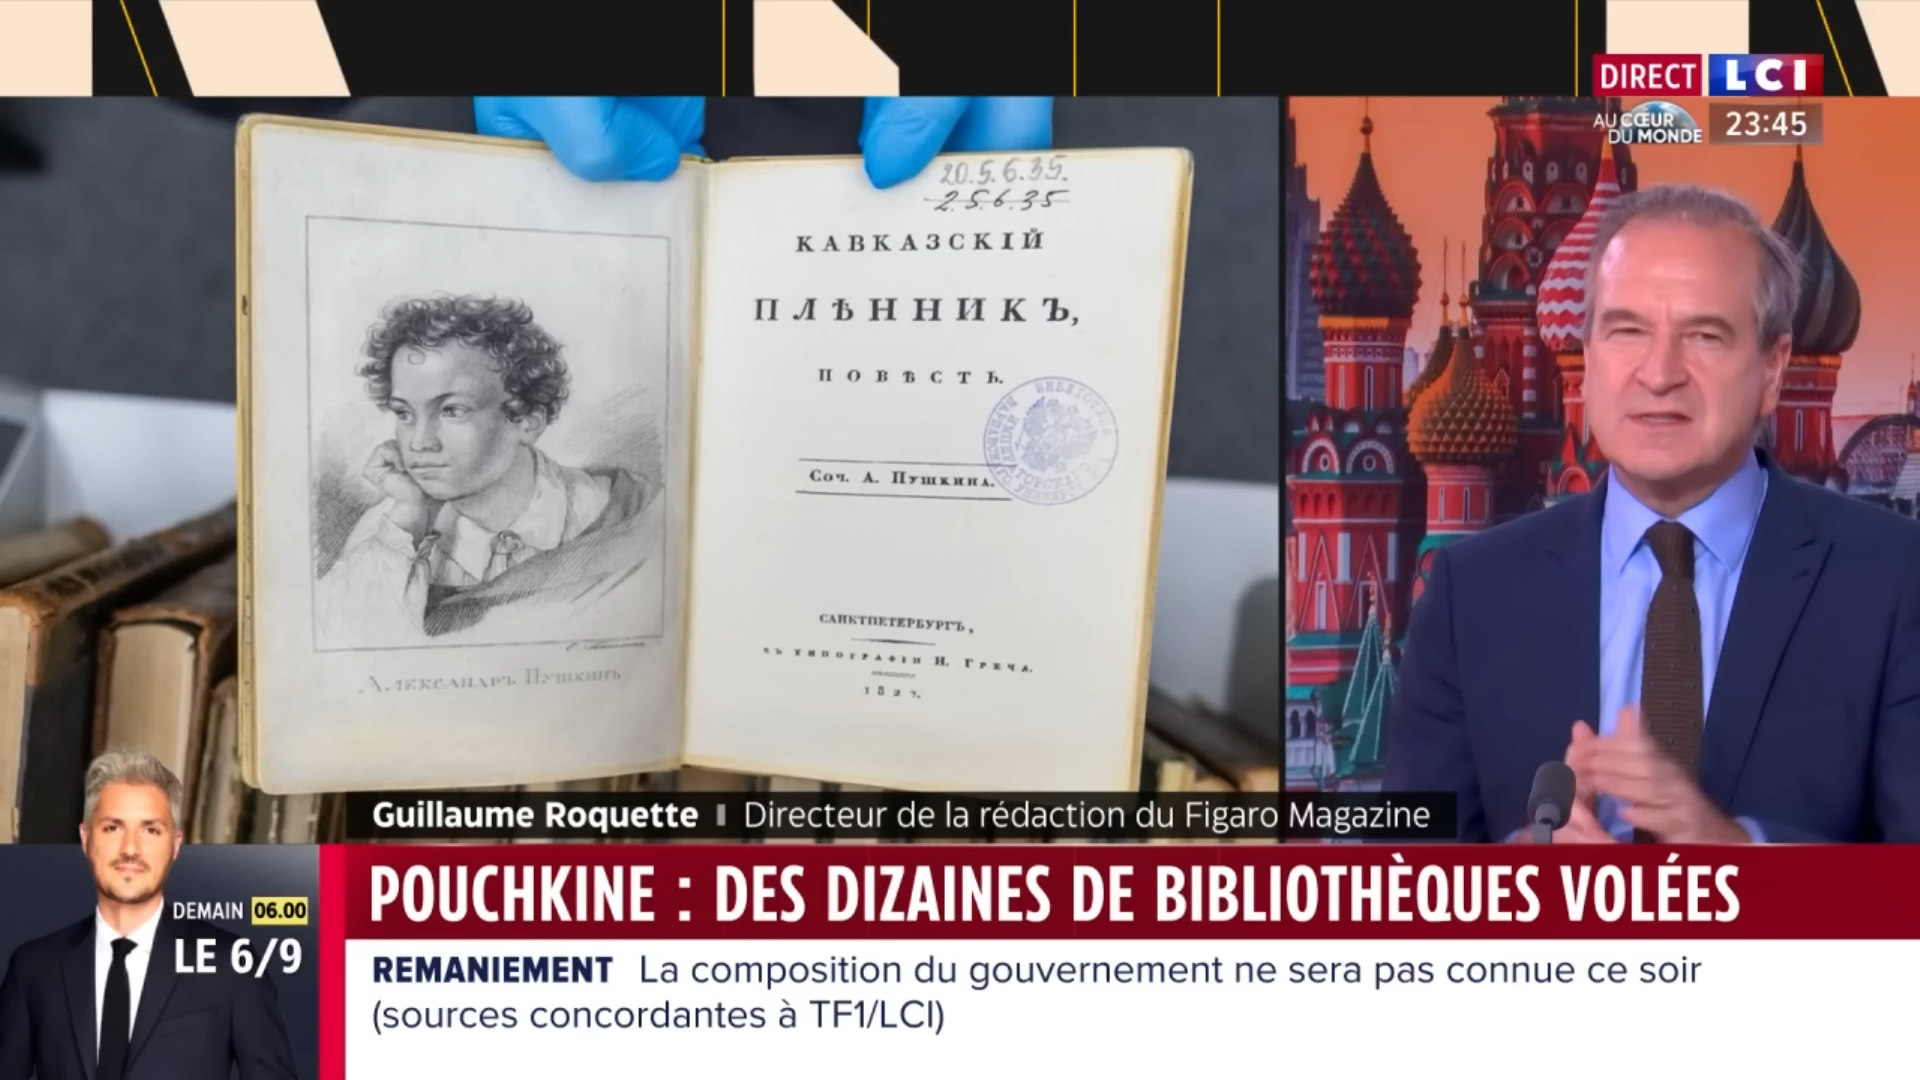 DIRECT LCI
AU CŒUR
DU MONDE
23:45
20.5.6.35.
2.5.6.35
КАВКАЗСКІЙ
ПЛѢННИКЪ,
ПОВѢСТЬ.
Соч. А. Пушкина.
САНКТПЕТЕРБУРГЪ,
въ типографіи Н. Греча.
АЛЕКСАНДРЪ ПУШКИНЪ
Guillaume Roquette | Directeur de la rédaction du Figaro Magazine
POUCHKINE : DES DIZAINES DE BIBLIOTHÈQUES VOLÉES
DEMAIN 06.00
LE 6/9
REMANIEMENT La composition du gouvernement ne sera pas connue ce soir
(sources concordantes à TF1/LCI)